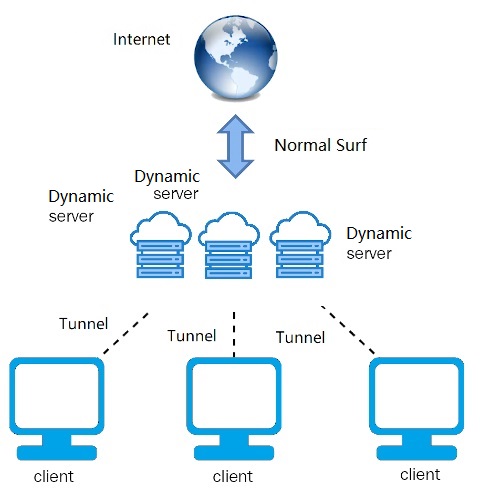 Internet
Normal Surf
Dynamic
server
Dynamic
server
Dynamic
server
Tunnel
Tunnel
Tunnel
client
client
client